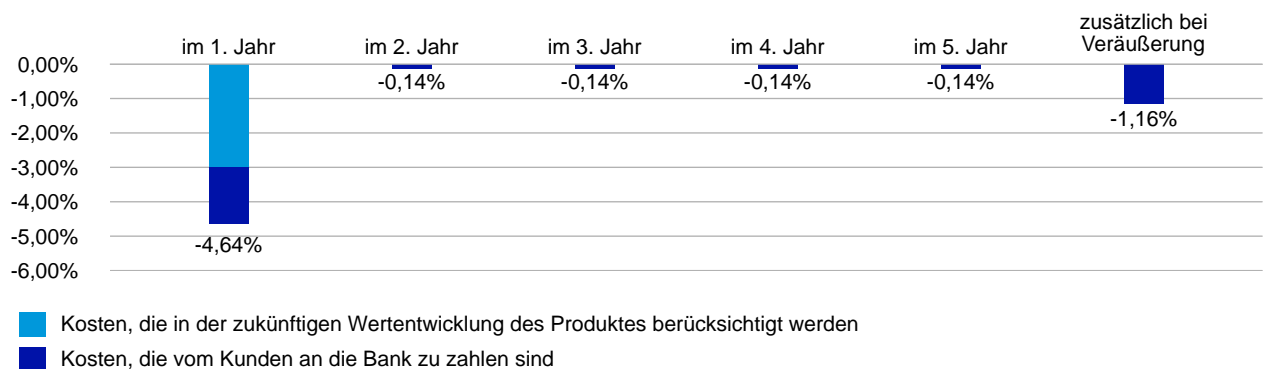 zusätzlich bei
im 1. Jahr im 2. Jahr im 3. Jahr im 4. Jahr im 5. Jahr Veräußerung
0,00%
-0,14% -0,14% -0,14% -0,14%
-1,00%
-1,16%
-2,00%
-3,00%
-4,00%
-5,00%
-4,64%
-6,00%
Kosten, die in der zukünftigen Wertentwicklung des Produktes berücksichtigt werden
Kosten, die vom Kunden an die Bank zu zahlen sind